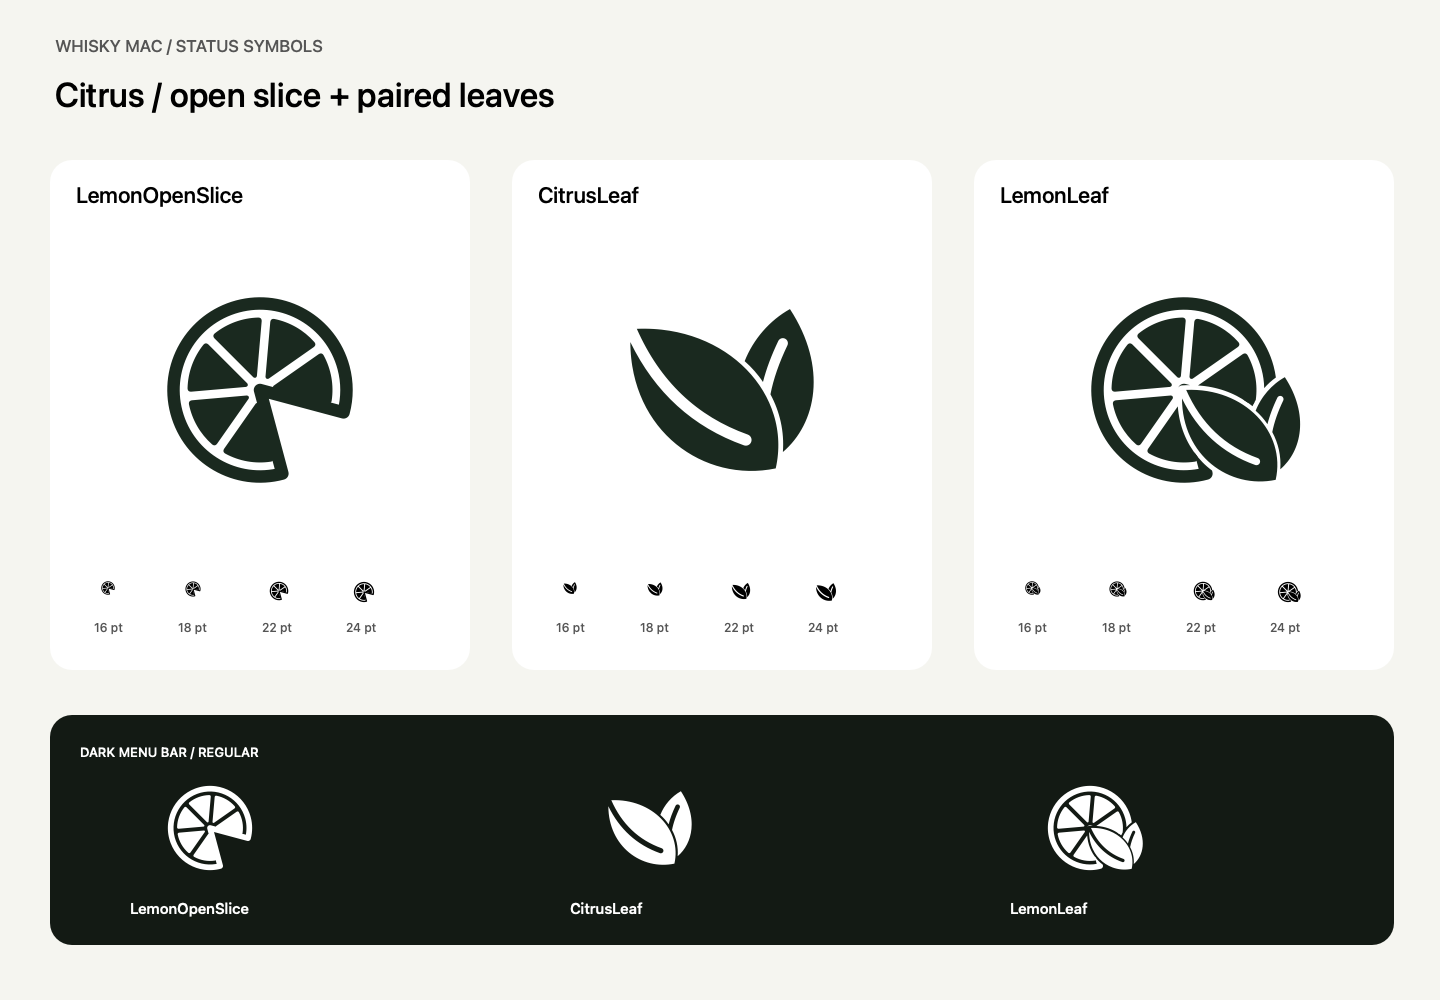 WHISKY MAC / STATUS SYMBOLS
Citrus / open slice + paired leaves
LemonOpenSlice
16 pt 18 pt 22 pt 24 pt
CitrusLeaf
16 pt 18 pt 22 pt 24 pt
LemonLeaf
16 pt 18 pt 22 pt 24 pt
DARK MENU BAR / REGULAR
LemonOpenSlice
CitrusLeaf
LemonLeaf